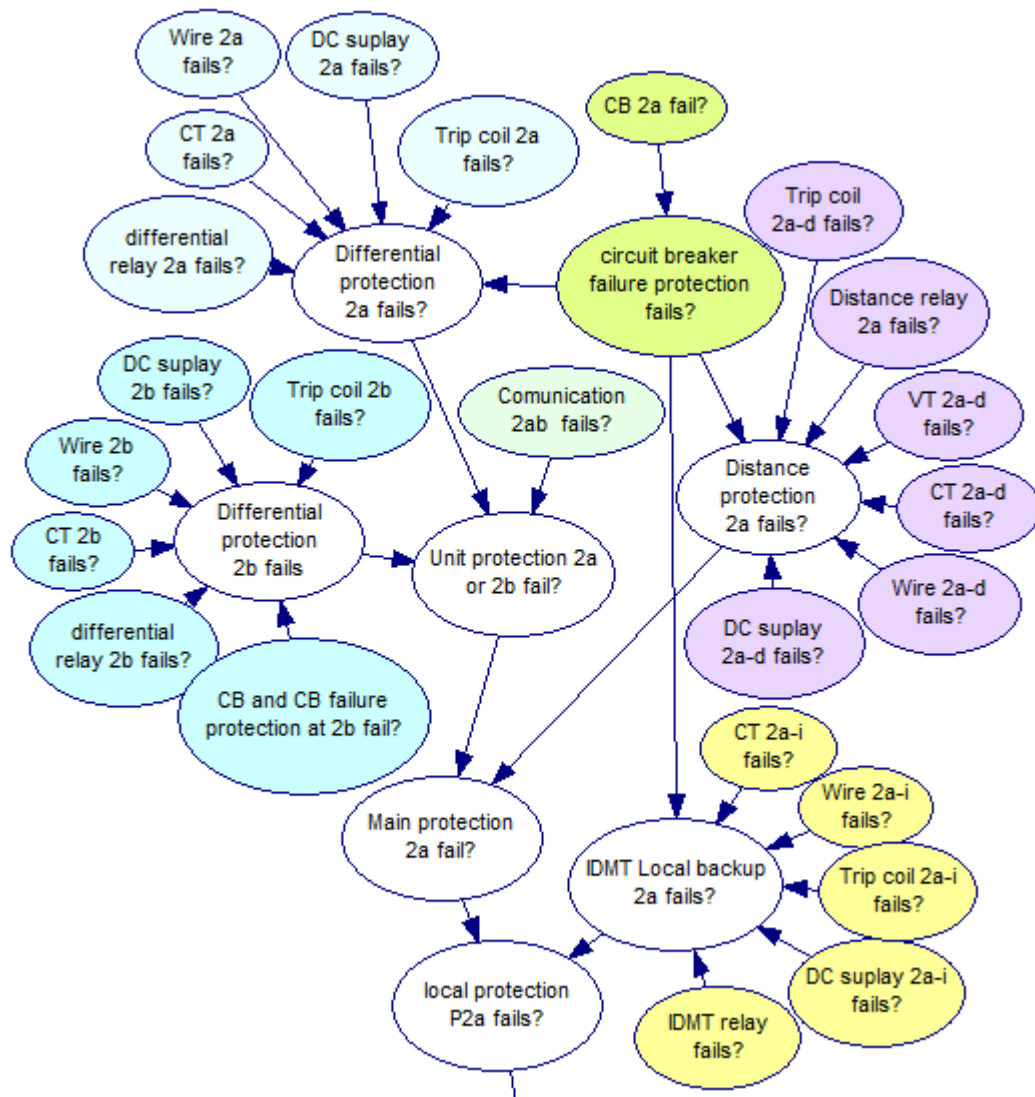 Wire 2a
fails?
DC suplay
2a fails?
CB 2a fail?
CT 2a
fails?
Trip coil 2a
fails?
Trip coil
2a-d fails?
differential
relay 2a fails?
Differential
protection
2a fails?
circuit breaker
failure protection
fails?
Distance relay
2a fails?
DC suplay
2b fails?
Trip coil 2b
fails?
Comunication
2ab  fails?
VT 2a-d
fails?
Wire 2b
fails?
Distance
protection
2a fails?
CT 2a-d
fails?
CT 2b
fails?
Differential
protection
2b fails
Unit protection 2a
or 2b fail?
Wire 2a-d
fails?
differential
relay 2b fails?
DC suplay
2a-d fails?
CB and CB failure
protection at 2b fail?
CT 2a-i
fails?
Wire 2a-i
fails?
Main protection
2a fail?
IDMT Local backup
2a fails?
Trip coil 2a-i
fails?
local protection
P2a fails?
DC suplay 2a-i
fails?
IDMT relay
fails?